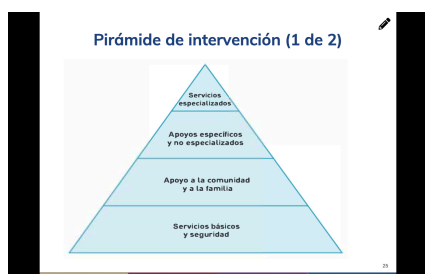 Pirámide de intervención (1 de 2)
Servicios
especializados
Apoyos específicos
y no especializados
Apoyo a la comunidad
y a la familia
Servicios básicos
y seguridad
25